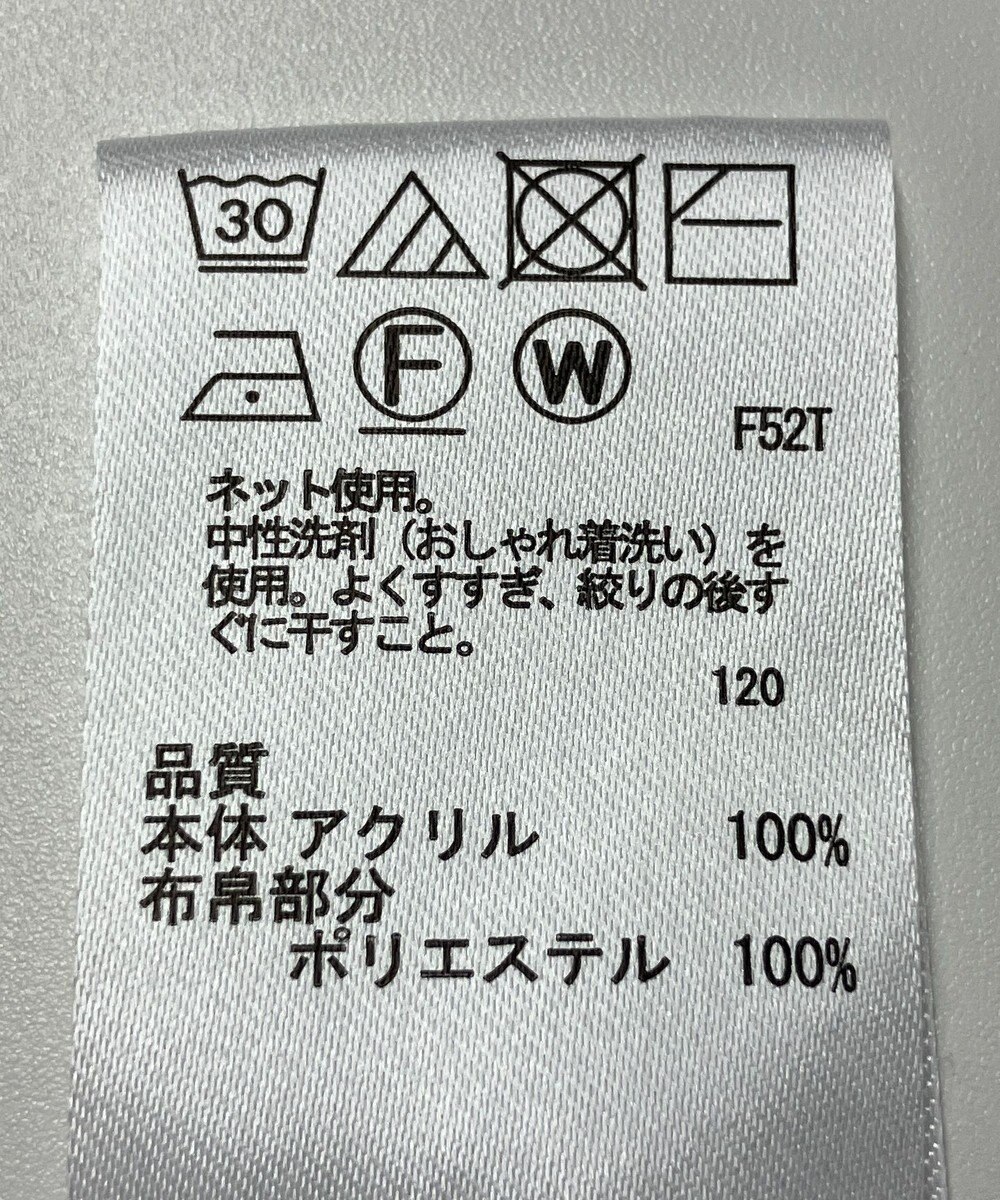 30
F W
F52T
ネット使用。
中性洗剤（おしゃれ着洗い）を
使用。よくすすぎ、絞りの後す
ぐに干すこと。
120
品質
本体 アクリル 100%
布帛部分
ポリエステル 100%